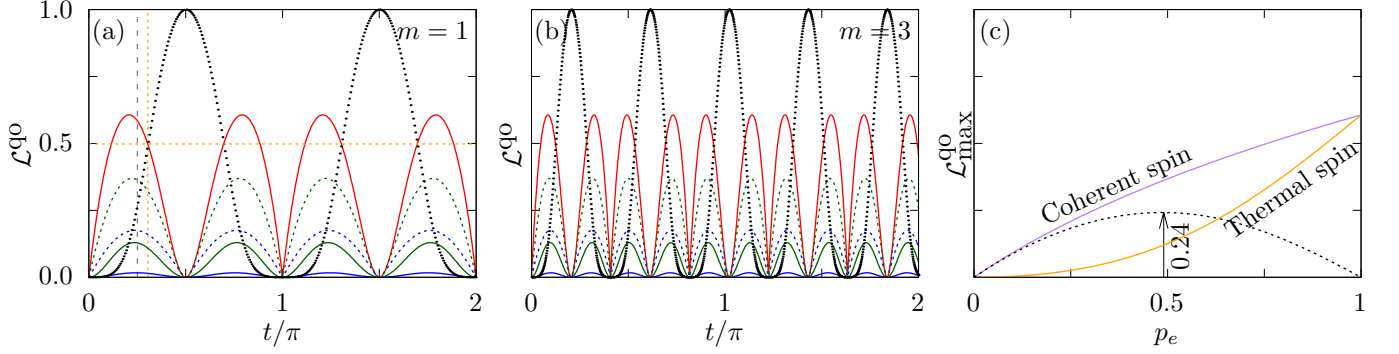 (a)
m = 1
1.0
0.5
0.0
ℒ^qo
0
1
2
t/π
(b)
m = 3
ℒ^qo
0
1
2
t/π
(c)
ℒ^qo_max
Coherent spin
Thermal spin
0.24
0
0.5
1
p_e